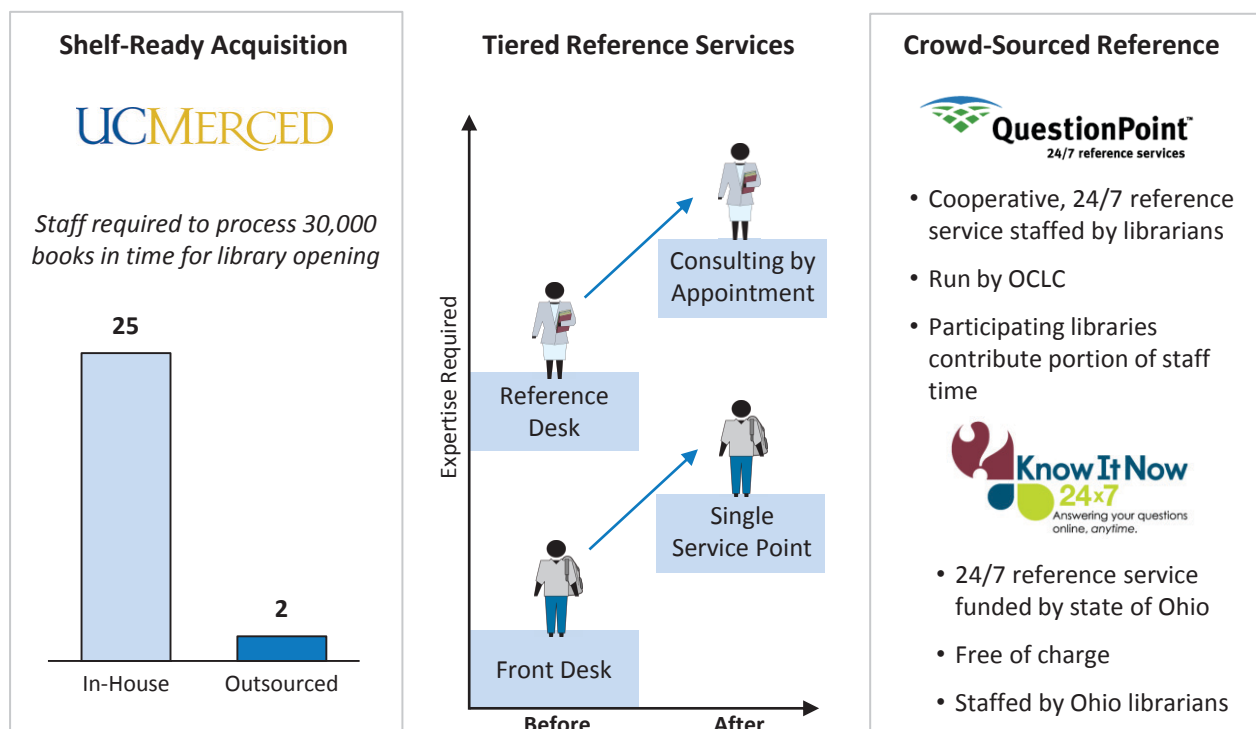 Shelf-Ready Acquisition
UCMERCED
Staff required to process 30,000
books in time for library opening
25
2
In-House
Outsourced
Tiered Reference Services
Expertise Required
Consulting by
Appointment
Reference
Desk
Single
Service Point
Front Desk
Before
After
Crowd-Sourced Reference
QuestionPoint™
24/7 reference services
• Cooperative, 24/7 reference
service staffed by librarians
• Run by OCLC
• Participating libraries
contribute portion of staff
time
KnowItNow
24x7
Answering your questions
online, anytime.
• 24/7 reference service
funded by state of Ohio
• Free of charge
• Staffed by Ohio librarians